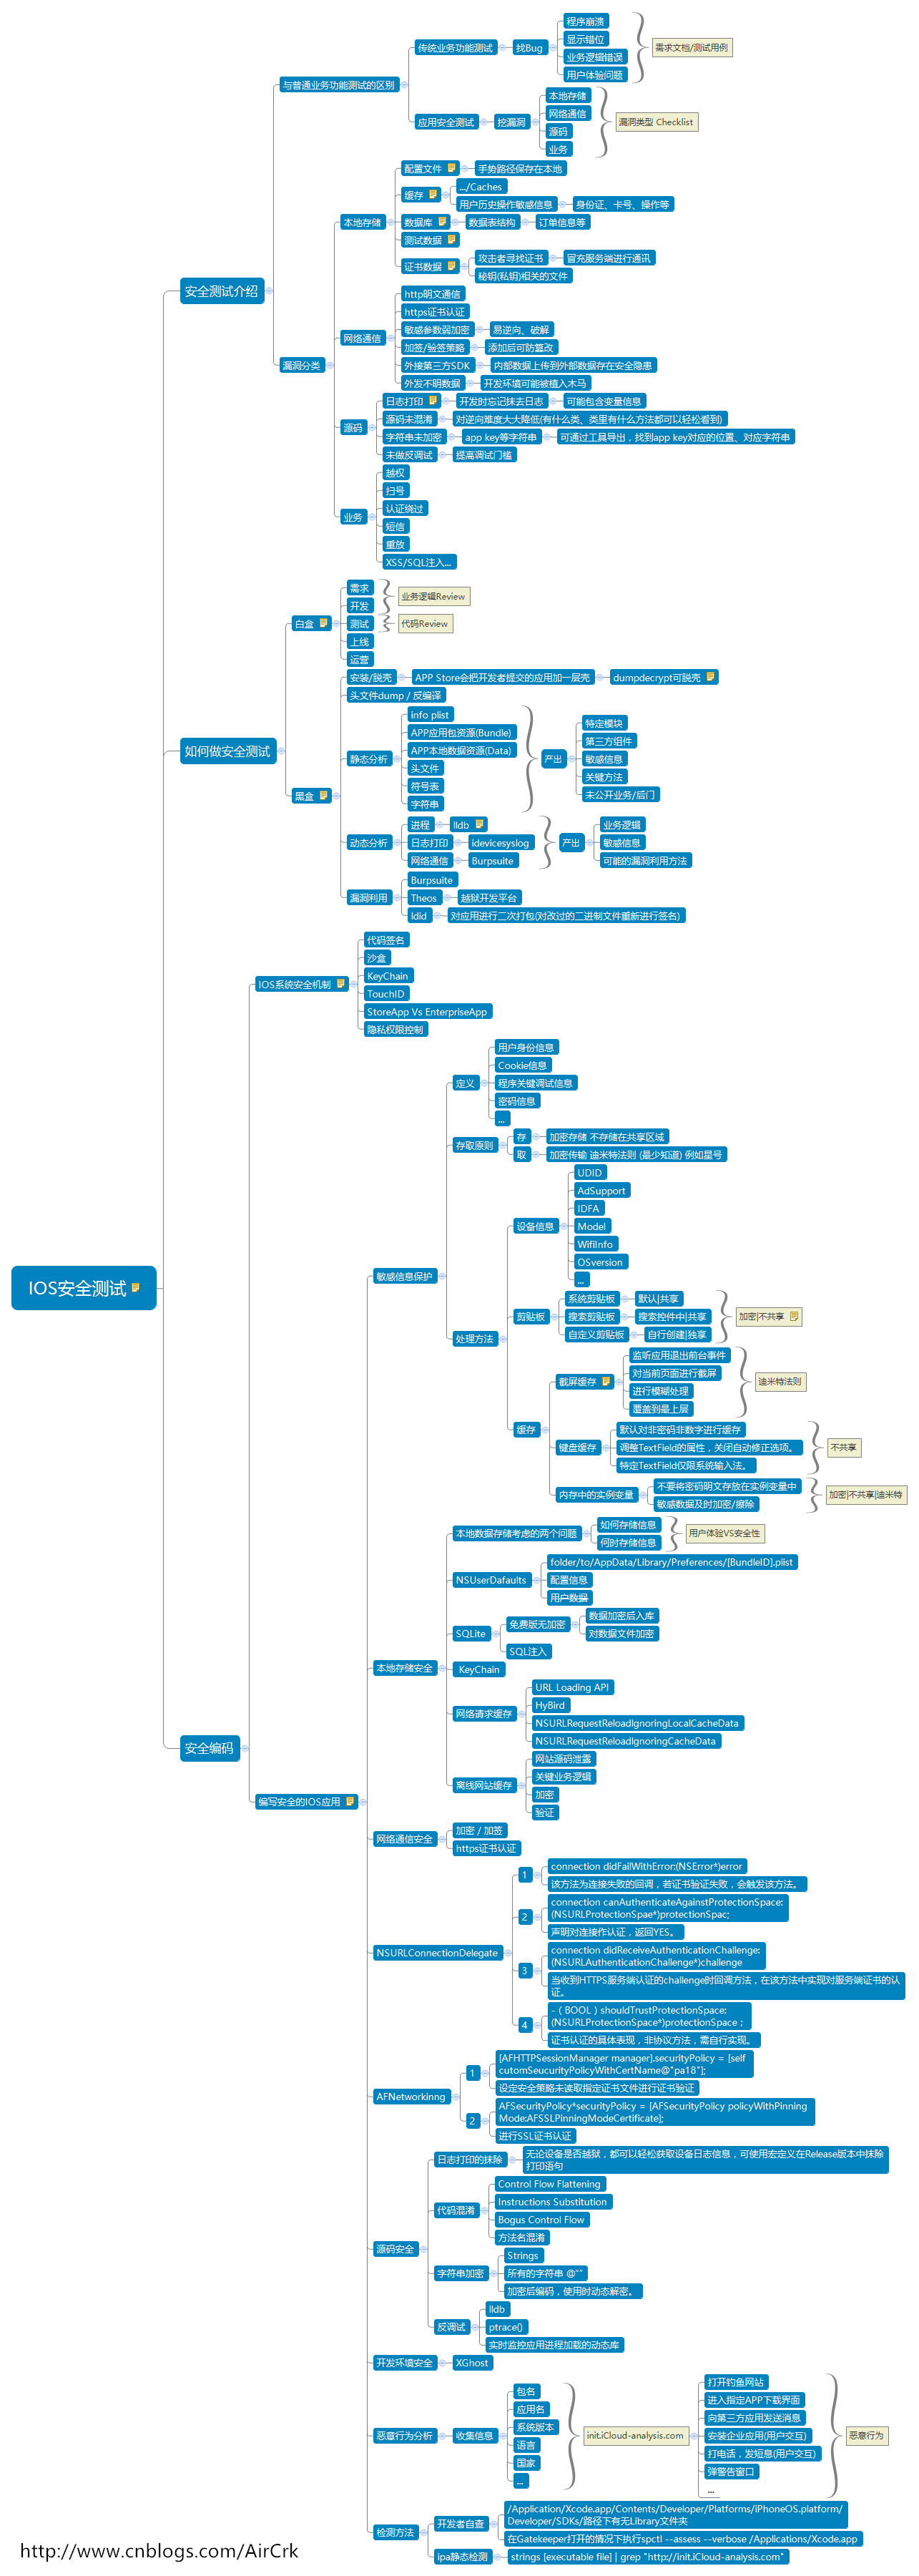 IOS安全测试
安全测试介绍
与普通业务功能测试的区别
传统业务功能测试
找Bug
程序崩溃
显示错位
业务逻辑错误
用户体验问题
需求文档/测试用例
应用安全测试
挖漏洞
本地存储
网络通信
源码
业务
漏洞类型 Checklist
漏洞分类
本地存储
配置文件
手势路径保存在本地
缓存
.../Caches
用户历史操作敏感信息
身份证、卡号、操作等
数据库
数据表结构
订单信息等
测试数据
证书数据
攻击者寻找证书
冒充服务端进行通讯
秘钥(私钥)相关的文件
网络通信
http明文通信
https证书认证
敏感参数弱加密
易逆向、破解
加签/验签策略
添加后可防篡改
外接第三方SDK
内部数据上传到外部数据存在安全隐患
外发不明数据
开发环境可能被植入木马
源码
日志打印
开发时忘记抹去日志
可能包含变量信息
源码未混淆
对逆向难度大大降低(有什么类、类里有什么方法都可以轻松看到)
字符串未加密
app key等字符串
可通过工具导出，找到app key对应的位置、对应字符串
未做反调试
提高调试门槛
业务
越权
扫号
认证绕过
短信
重放
XSS/SQL注入...
如何做安全测试
白盒
需求
开发
业务逻辑Review
测试
代码Review
上线
运营
黑盒
安装/脱壳
APP Store会把开发者提交的应用加一层壳
dumpdecrypt可脱壳
头文件dump / 反编译
静态分析
info plist
APP应用包资源(Bundle)
APP本地数据资源(Data)
头文件
符号表
字符串
产出
特定模块
第三方组件
敏感信息
关键方法
未公开业务/后门
动态分析
进程
lldb
日志打印
idevicesyslog
网络通信
Burpsuite
产出
业务逻辑
敏感信息
可能的漏洞利用方法
漏洞利用
Burpsuite
Theos
越狱开发平台
ldid
对应用进行二次打包(对改过的二进制文件重新进行签名)
安全编码
IOS系统安全机制
代码签名
沙盒
KeyChain
TouchID
StoreApp Vs EnterpriseApp
隐私权限控制
编写安全的IOS应用
敏感信息保护
定义
用户身份信息
Cookie信息
程序关键调试信息
密码信息
...
存取原则
存
加密存储 不存储在共享区域
取
加密传输 迪米特法则 (最少知道) 例如星号
处理方法
设备信息
UDID
AdSupport
IDFA
Model
WifiInfo
OSversion
...
剪贴板
系统剪贴板
默认|共享
搜索剪贴板
搜索控件中|共享
自定义剪贴板
自行创建|独享
加密|不共享
缓存
截屏缓存
监听应用退出前台事件
对当前页面进行截屏
进行模糊处理
覆盖到最上层
迪米特法则
键盘缓存
默认对非密码非数字进行缓存
调整TextField的属性，关闭自动修正选项。
特定TextField仅限系统输入法。
不共享
内存中的实例变量
不要将密码明文存放在实例变量中
敏感数据及时加密/擦除
加密|不共享|迪米特
本地存储安全
本地数据存储考虑的两个问题
如何存储信息
何时存储信息
用户体验VS安全性
NSUserDafaults
folder/to/AppData/Library/Preferences/[BundleID].plist
配置信息
用户数据
SQLite
免费版无加密
数据加密后入库
对数据文件加密
SQL注入
KeyChain
网络请求缓存
URL Loading API
HyBird
NSURLRequestReloadIgnoringLocalCacheData
NSURLRequestReloadIgnoringCacheData
离线网站缓存
网站源码泄露
关键业务逻辑
加密
验证
网络通信安全
加密 / 加签
https证书认证
NSURLConnectionDelegate
1
connection didFailWithError:(NSError*)error
该方法为连接失败的回调，若证书验证失败，会触发该方法。
2
connection canAuthenticateAgainstProtectionSpace:
(NSURLProtectionSpae*)protectionSpac;
声明对连接作认证，返回YES。
3
connection didReceiveAuthenticationChallenge:
(NSURLAuthenticationChallenge*)challenge
当收到HTTPS服务端认证的challenge时回调方法，在该方法中实现对服务端证书的认
证。
4
-（BOOL）shouldTrustProtectionSpace:
(NSURLProtectionSpace*)protectionSpace；
证书认证的具体表现，非协议方法，需自行实现。
AFNetworkinng
1
[AFHTTPSessionManager manager].securityPolicy = [self
cutomSeucurityPolicyWithCertName@"pa18"];
设定安全策略未读取指定证书文件进行证书验证
2
AFSecurityPolicy*securityPolicy = [AFSecurityPolicy policyWithPinning
Mode:AFSSLPinningModeCertificate];
进行SSL证书认证
源码安全
日志打印的抹除
无论设备是否越狱，都可以轻松获取设备日志信息，可使用宏定义在Release版本中抹除
打印语句
代码混淆
Control Flow Flattening
Instructions Substitution
Bogus Control Flow
方法名混淆
字符串加密
Strings
所有的字符串 @""
加密后编码，使用时动态解密。
反调试
lldb
ptrace()
实时监控应用进程加载的动态库
开发环境安全
XGhost
恶意行为分析
收集信息
包名
应用名
系统版本
语言
国家
...
init.iCloud-analysis.com
打开钓鱼网站
进入指定APP下载界面
向第三方应用发送消息
安装企业应用(用户交互)
打电话，发短息(用户交互)
弹警告窗口
...
恶意行为
检测方法
开发者自查
/Application/Xcode.app/Contents/Developer/Platforms/iPhoneOS.platform/
Developer/SDKs/路径下有无Library文件夹
在Gatekeeper打开的情况下执行spctl --assess --verbose /Applications/Xcode.app
ipa静态检测
strings [executable file] | grep "http://init.iCloud-analysis.com"
http://www.cnblogs.com/AirCrk